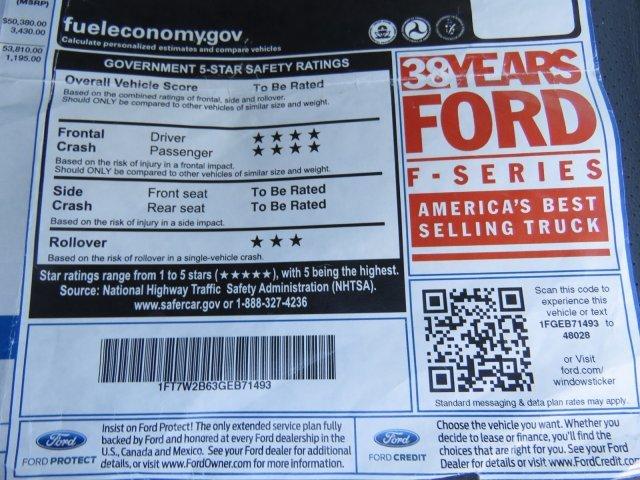 (MSRP)
$50,380.00
3,430.00
53,810.00
1,195.00
fueleconomy.gov
Calculate personalized estimates and compare vehicles
GOVERNMENT 5-STAR SAFETY RATINGS
Overall Vehicle Score To Be Rated
Based on the combined ratings of frontal, side and rollover.
Should ONLY be compared to other vehicles of similar size and weight.
Frontal Driver ★★★★
Crash Passenger ★★★★
Based on the risk of injury in a frontal impact.
Should ONLY be compared to other vehicles of similar size and weight.
Side Front seat To Be Rated
Crash Rear seat To Be Rated
Based on the risk of injury in a side impact.
Rollover ★★★
Based on the risk of rollover in a single-vehicle crash.
Star ratings range from 1 to 5 stars (★★★★★), with 5 being the highest.
Source: National Highway Traffic Safety Administration (NHTSA).
www.safercar.gov or 1-888-327-4236
38 YEARS
FORD
F-SERIES
AMERICA'S BEST
SELLING TRUCK
1FT7W2B63GEB71493
Scan this code to
experience this
vehicle or text
1FGEB71493 to
48028
or Visit
ford.com/
windowsticker
Standard messaging & data plan rates may apply.
Ford
FORD PROTECT
Insist on Ford Protect! The only extended service plan fully
backed by Ford and honored at every Ford dealership in the
U.S., Canada and Mexico. See your Ford dealer for additional
details, or visit www.FordOwner.com for more information.
Ford
FORD CREDIT
Choose the vehicle you want. Whether you
decide to lease or finance, you'll find the
choices that are right for you. See your Ford
Dealer for details or visit www.FordCredit.com